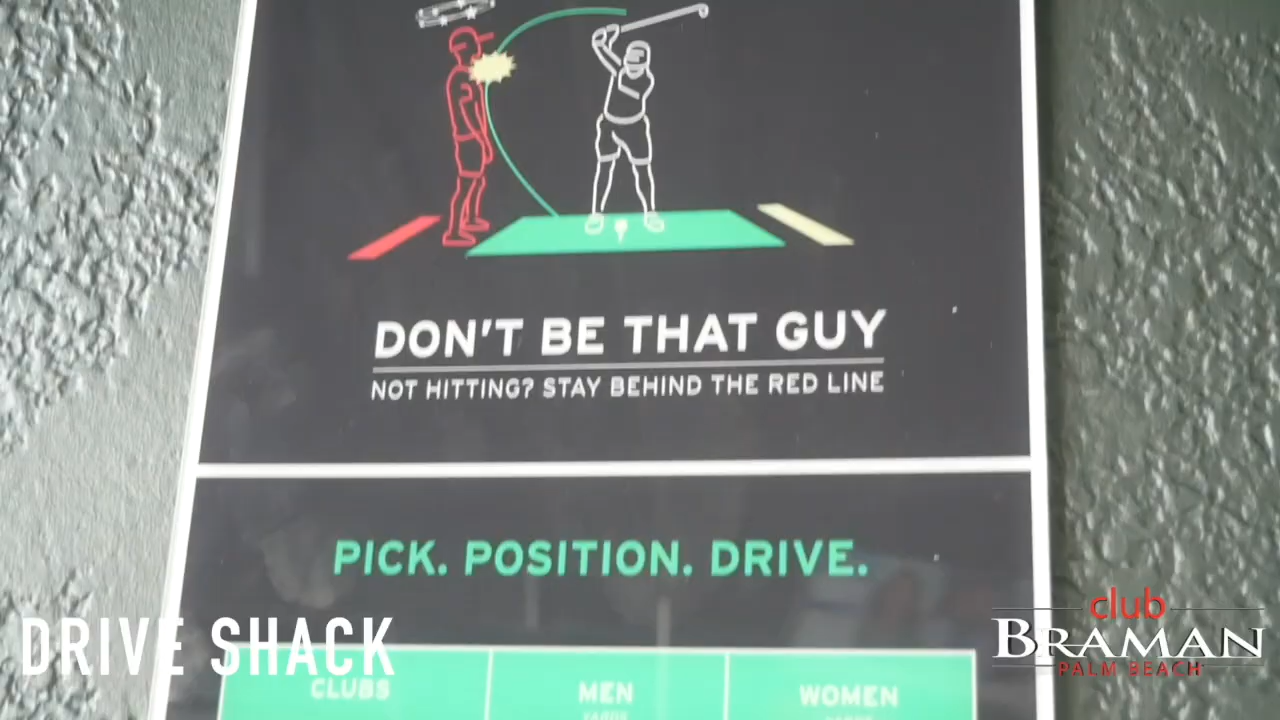 DON'T BE THAT GUY
NOT HITTING? STAY BEHIND THE RED LINE
PICK. POSITION. DRIVE.
DRIVE SHACK
club
BRAMAN
PALM BEACH
CLUBS
MEN
WOMEN